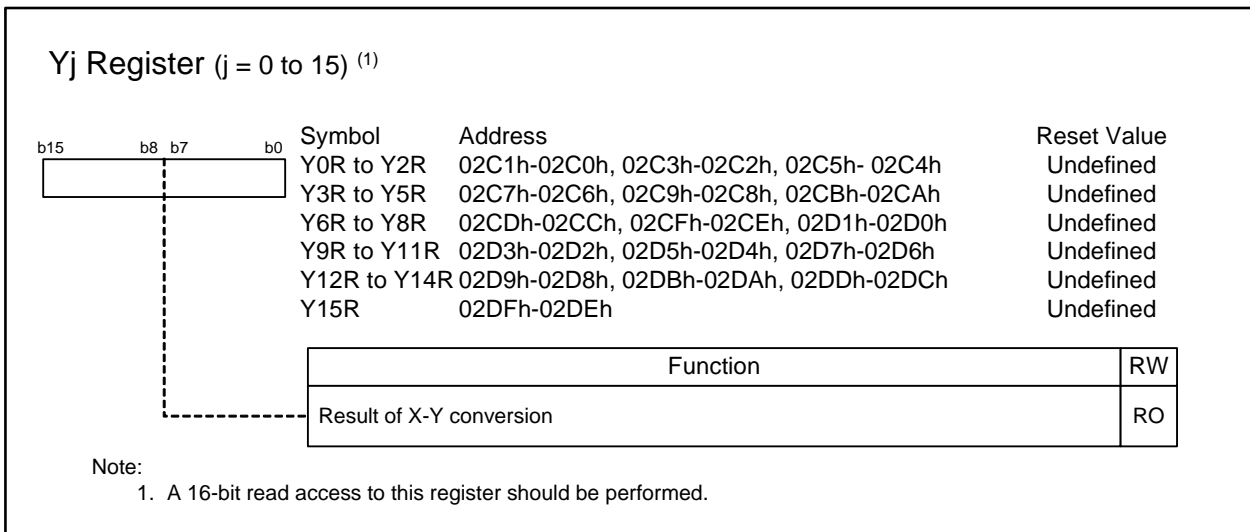 Yj Register (j = 0 to 15) (1)
b15 b8 b7 b0
Symbol Address Reset Value
Y0R to Y2R 02C1h-02C0h, 02C3h-02C2h, 02C5h- 02C4h Undefined
Y3R to Y5R 02C7h-02C6h, 02C9h-02C8h, 02CBh-02CAh Undefined
Y6R to Y8R 02CDh-02CCh, 02CFh-02CEh, 02D1h-02D0h Undefined
Y9R to Y11R 02D3h-02D2h, 02D5h-02D4h, 02D7h-02D6h Undefined
Y12R to Y14R 02D9h-02D8h, 02DBh-02DAh, 02DDh-02DCh Undefined
Y15R 02DFh-02DEh Undefined
Function RW
Result of X-Y conversion RO
Note:
1. A 16-bit read access to this register should be performed.